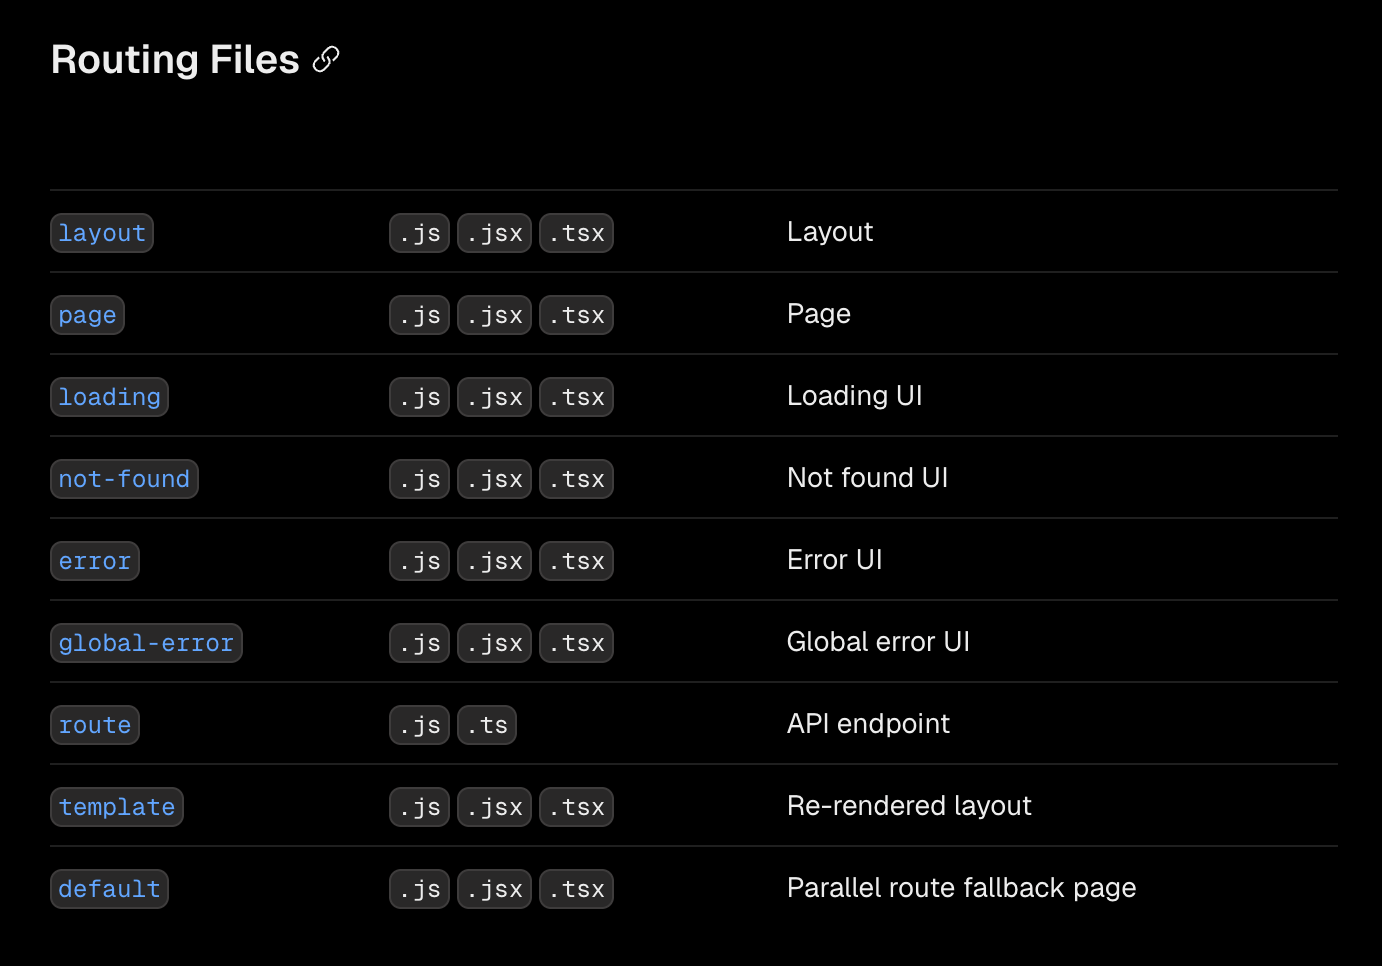 Routing Files
layout .js .jsx .tsx Layout
page .js .jsx .tsx Page
loading .js .jsx .tsx Loading UI
not-found .js .jsx .tsx Not found UI
error .js .jsx .tsx Error UI
global-error .js .jsx .tsx Global error UI
route .js .ts API endpoint
template .js .jsx .tsx Re-rendered layout
default .js .jsx .tsx Parallel route fallback page